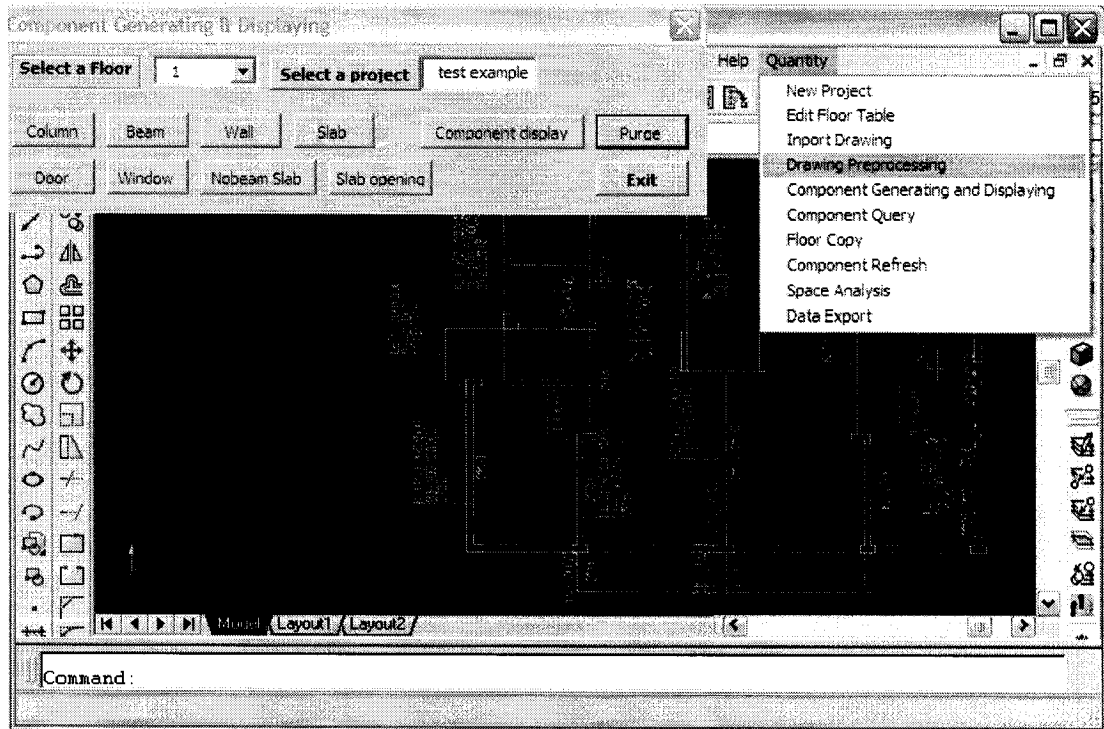 Component Generating & Displaying
Select a Floor 1 Select a project test example
Column Beam Wall Slab Component display Purge
Door Window Nobeam Slab Slab opening Exit
Help Quantity
New Project
Edit Floor Table
Inport Drawing
Drawing Preprocessing
Component Generating and Displaying
Component Query
Floor Copy
Component Refresh
Space Analysis
Data Export
Model Layout1 Layout2
Command: